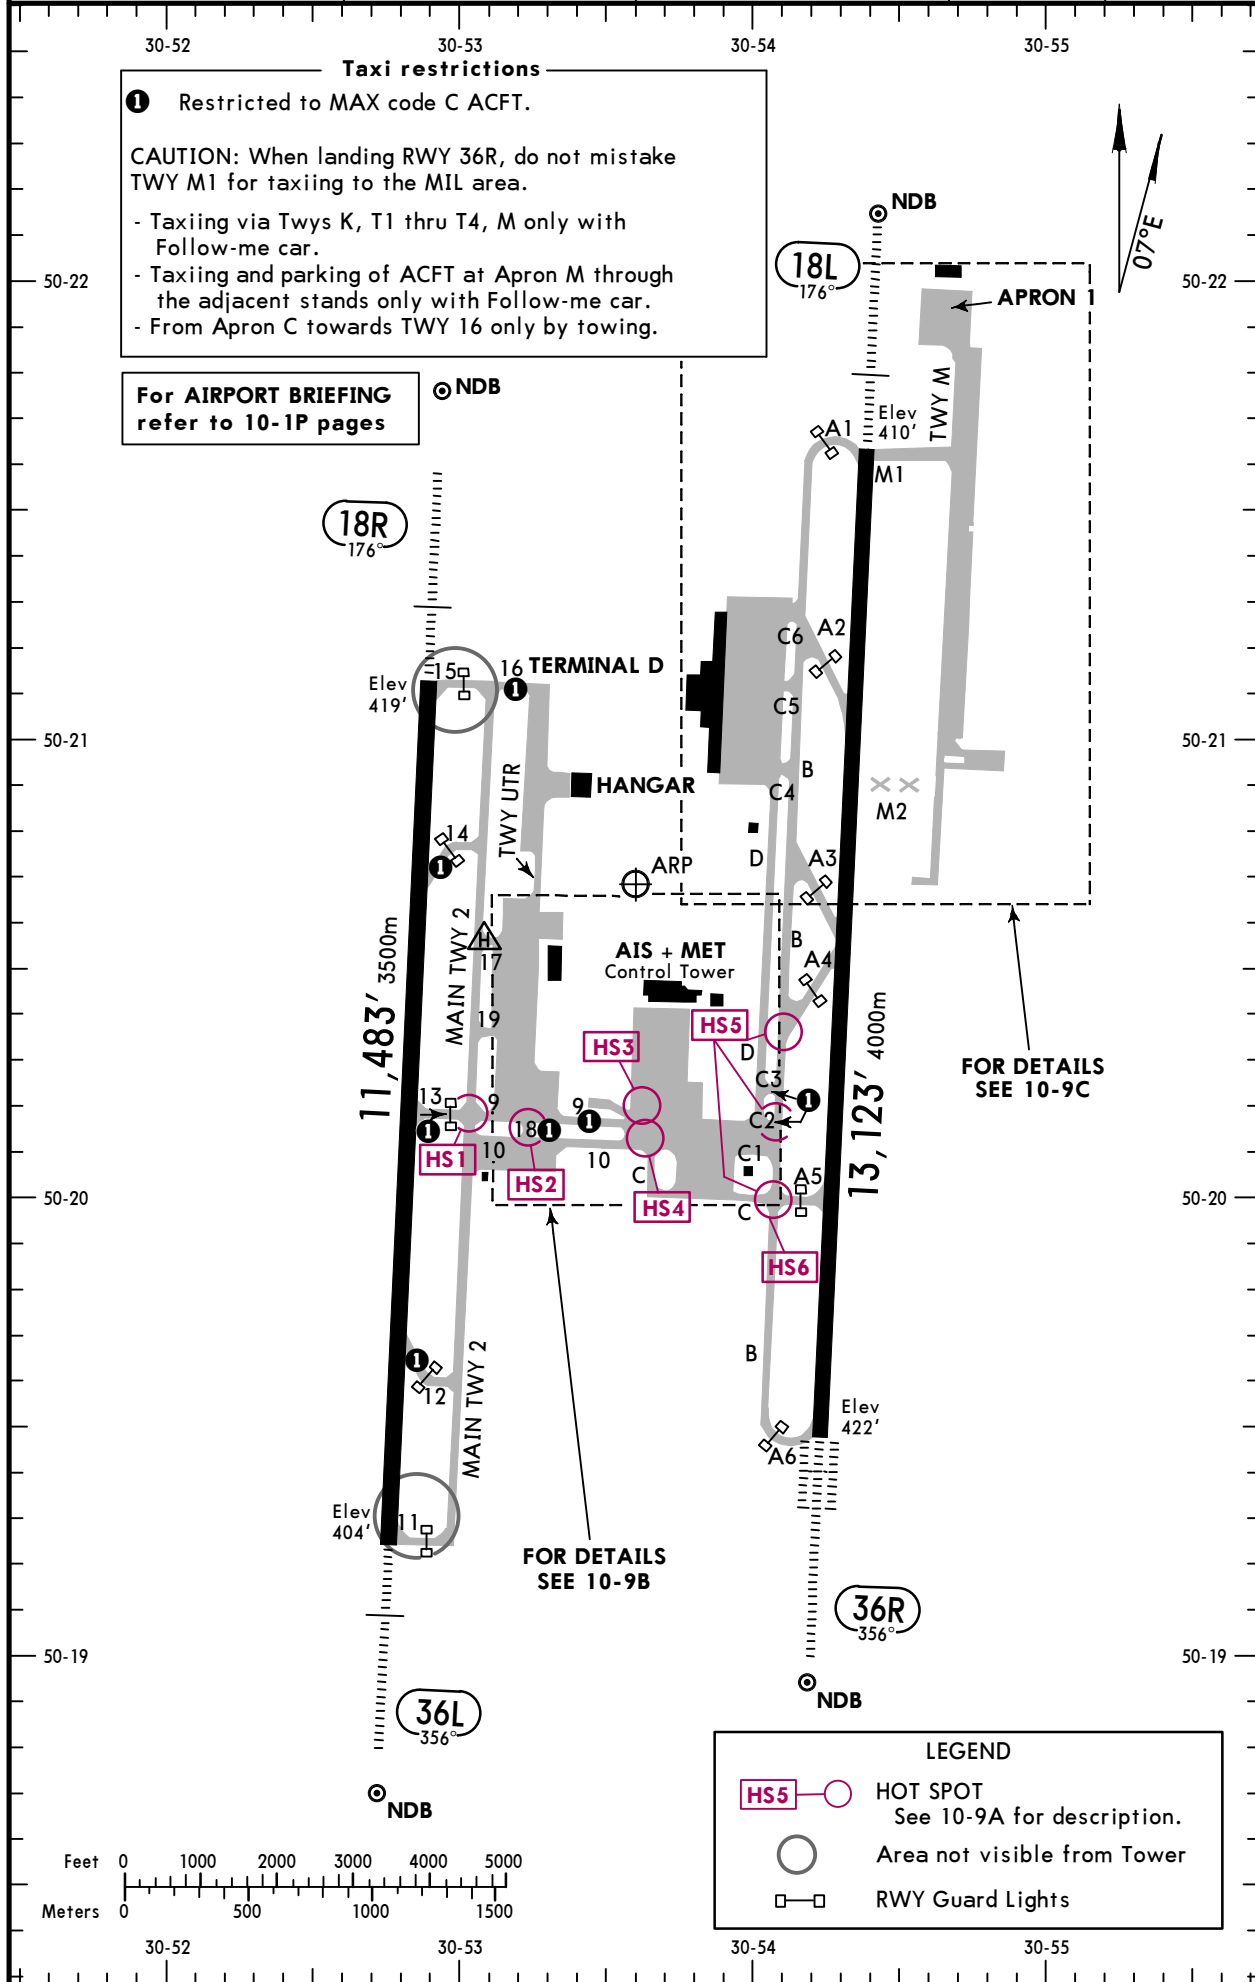 30-52
30-53
30-54
30-55
Taxi restrictions
1 Restricted to MAX code C ACFT.
CAUTION: When landing RWY 36R, do not mistake
TWY M1 for taxiing to the MIL area.
- Taxiing via Twys K, T1 thru T4, M only with
Follow-me car.
- Taxiing and parking of ACFT at Apron M through
the adjacent stands only with Follow-me car.
- From Apron C towards TWY 16 only by towing.
For AIRPORT BRIEFING
refer to 10-1P pages
NDB
NDB
07°E
18L
176°
50-22
50-22
APRON 1
TWY M
Elev
410'
A1
M1
18R
176°
C6
A2
15
16
TERMINAL D
1
Elev
419'
C5
50-21
50-21
B
C4
M2
HANGAR
TWY UTR
14
1
D
A3
ARP
MAIN TWY 2
H
17
B
A4
AIS + MET
Control Tower
11,483' 3500m
19
HS5
HS3
D
13,123' 4000m
FOR DETAILS
SEE 10-9C
C3
1
C2
13
9
9
1
1
18
1
HS1
10
10
C1
HS2
C
A5
HS4
C
50-20
50-20
HS6
B
1
12
MAIN TWY 2
Elev
422'
A6
Elev
404'
11
FOR DETAILS
SEE 10-9B
36R
356°
50-19
50-19
NDB
36L
356°
NDB
LEGEND
HS5
HOT SPOT
See 10-9A for description.
Area not visible from Tower
RWY Guard Lights
Feet 0 1000 2000 3000 4000 5000
Meters 0 500 1000 1500
30-52
30-53
30-54
30-55